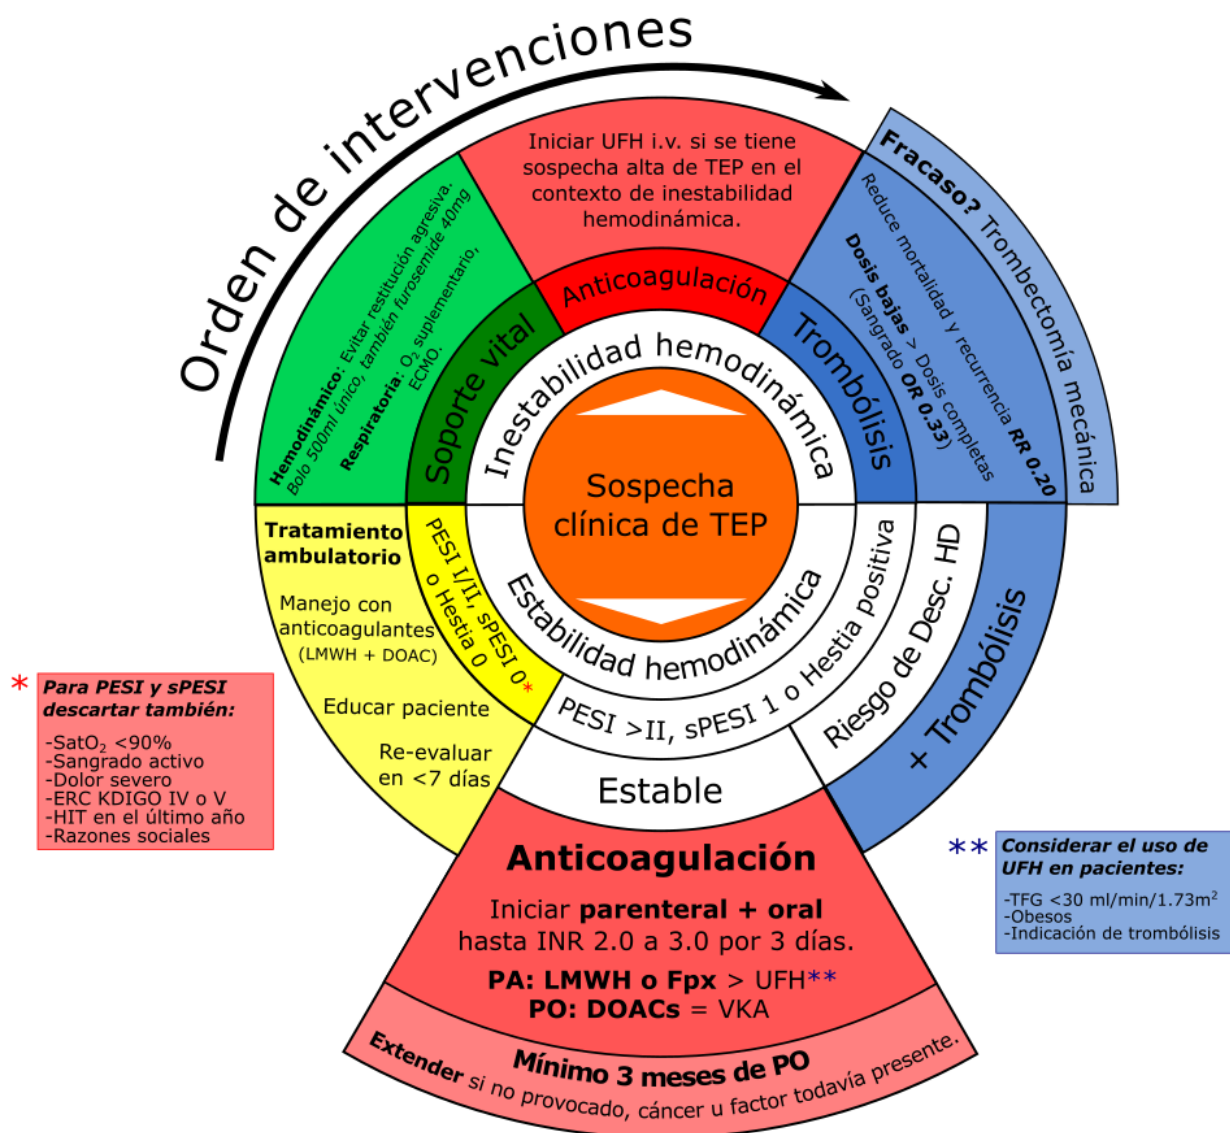 Orden de intervenciones
Iniciar UFH i.v. si se tiene
sospecha alta de TEP en el
contexto de inestabilidad
hemodinámica.
Anticoagulación
Hemodinámico: Evitar restitución agresiva.
Bolo 500ml único, también furosemide 40mg
Respiratoria: O₂ suplementario,
ECMO.
Soporte vital
Fracaso? Trombectomía mecánica
Reduce mortalidad y recurrencia RR 0.20
Dosis bajas > Dosis completas
(Sangrado OR 0.33)
Trombólisis
Inestabilidad hemodinámica
Sospecha
clínica de TEP
Estabilidad hemodinámica
Tratamiento
ambulatorio
Manejo con
anticoagulantes
(LMWH + DOAC)
Educar paciente
Re-evaluar
en <7 días
PESI I/II, sPESI 0*
o Hestia 0
PESI >II, sPESI 1 o Hestia positiva
Riesgo de Desc. HD
+ Trombólisis
Estable
* Para PESI y sPESI
descartar también:
-SatO₂ <90%
-Sangrado activo
-Dolor severo
-ERC KDIGO IV o V
-HIT en el último año
-Razones sociales
** Considerar el uso de
UFH en pacientes:
-TFG <30 ml/min/1.73m²
-Obesos
-Indicación de trombólisis
Anticoagulación
Iniciar parenteral + oral
hasta INR 2.0 a 3.0 por 3 días.
PA: LMWH o Fpx > UFH**
PO: DOACs = VKA
Mínimo 3 meses de PO
Extender si no provocado, cáncer u factor todavía presente.